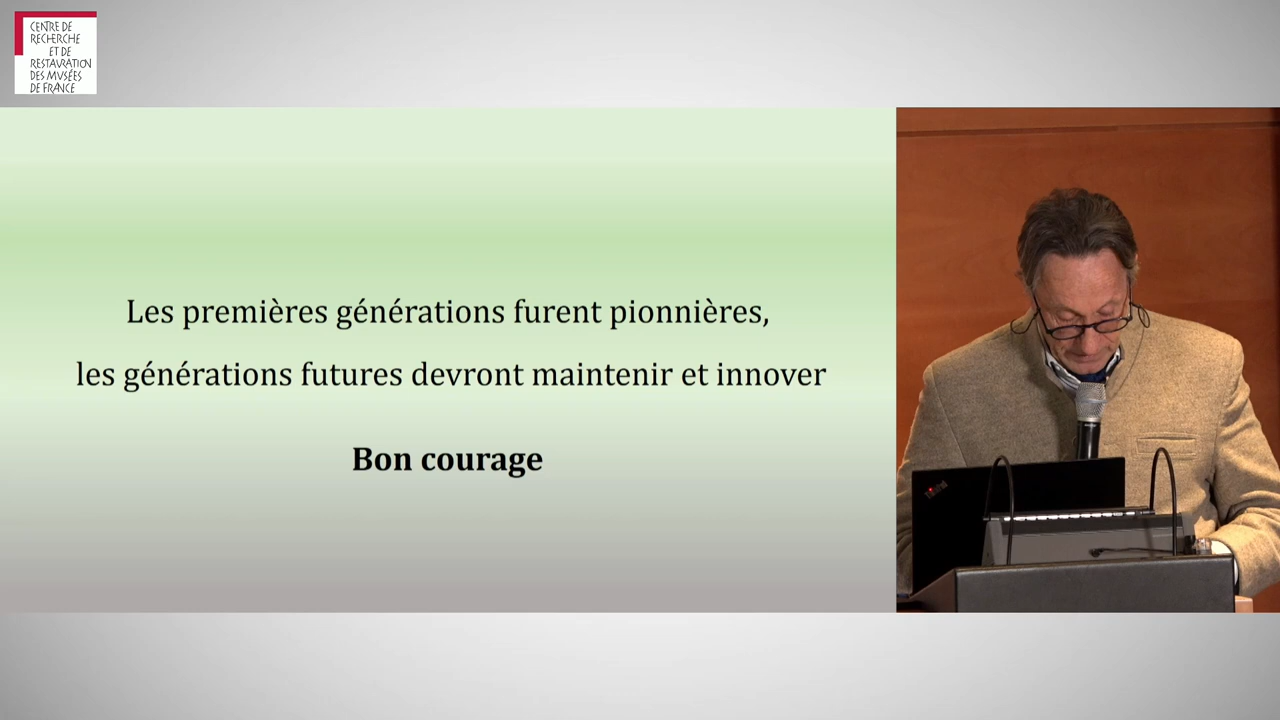 CENTRE DE
RECHERCHE
ET DE
RESTAURATION
DES MUSÉES
DE FRANCE
Les premières générations furent pionnières,
les générations futures devront maintenir et innover
Bon courage